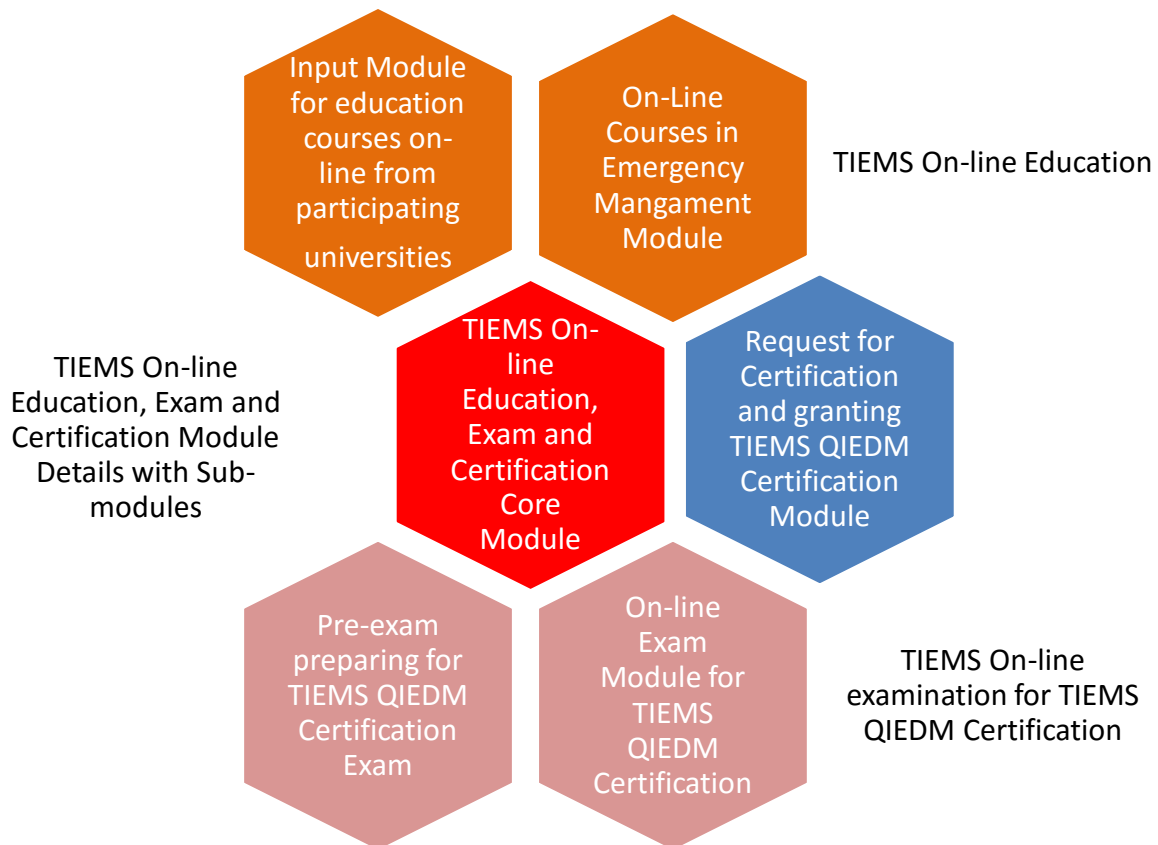 Input Module
for education
courses on-
line from
participating
universities
On-Line
Courses in
Emergency
Mangament
Module
TIEMS On-line Education
TIEMS On-line
Education, Exam and
Certification Module
Details with Sub-
modules
TIEMS On-
line
Education,
Exam and
Certification
Core
Module
Request for
Certification
and granting
TIEMS QIEDM
Certification
Module
Pre-exam
preparing for
TIEMS QIEDM
Certification
Exam
On-line
Exam
Module for
TIEMS
QIEDM
Certification
TIEMS On-line
examination for TIEMS
QIEDM Certification